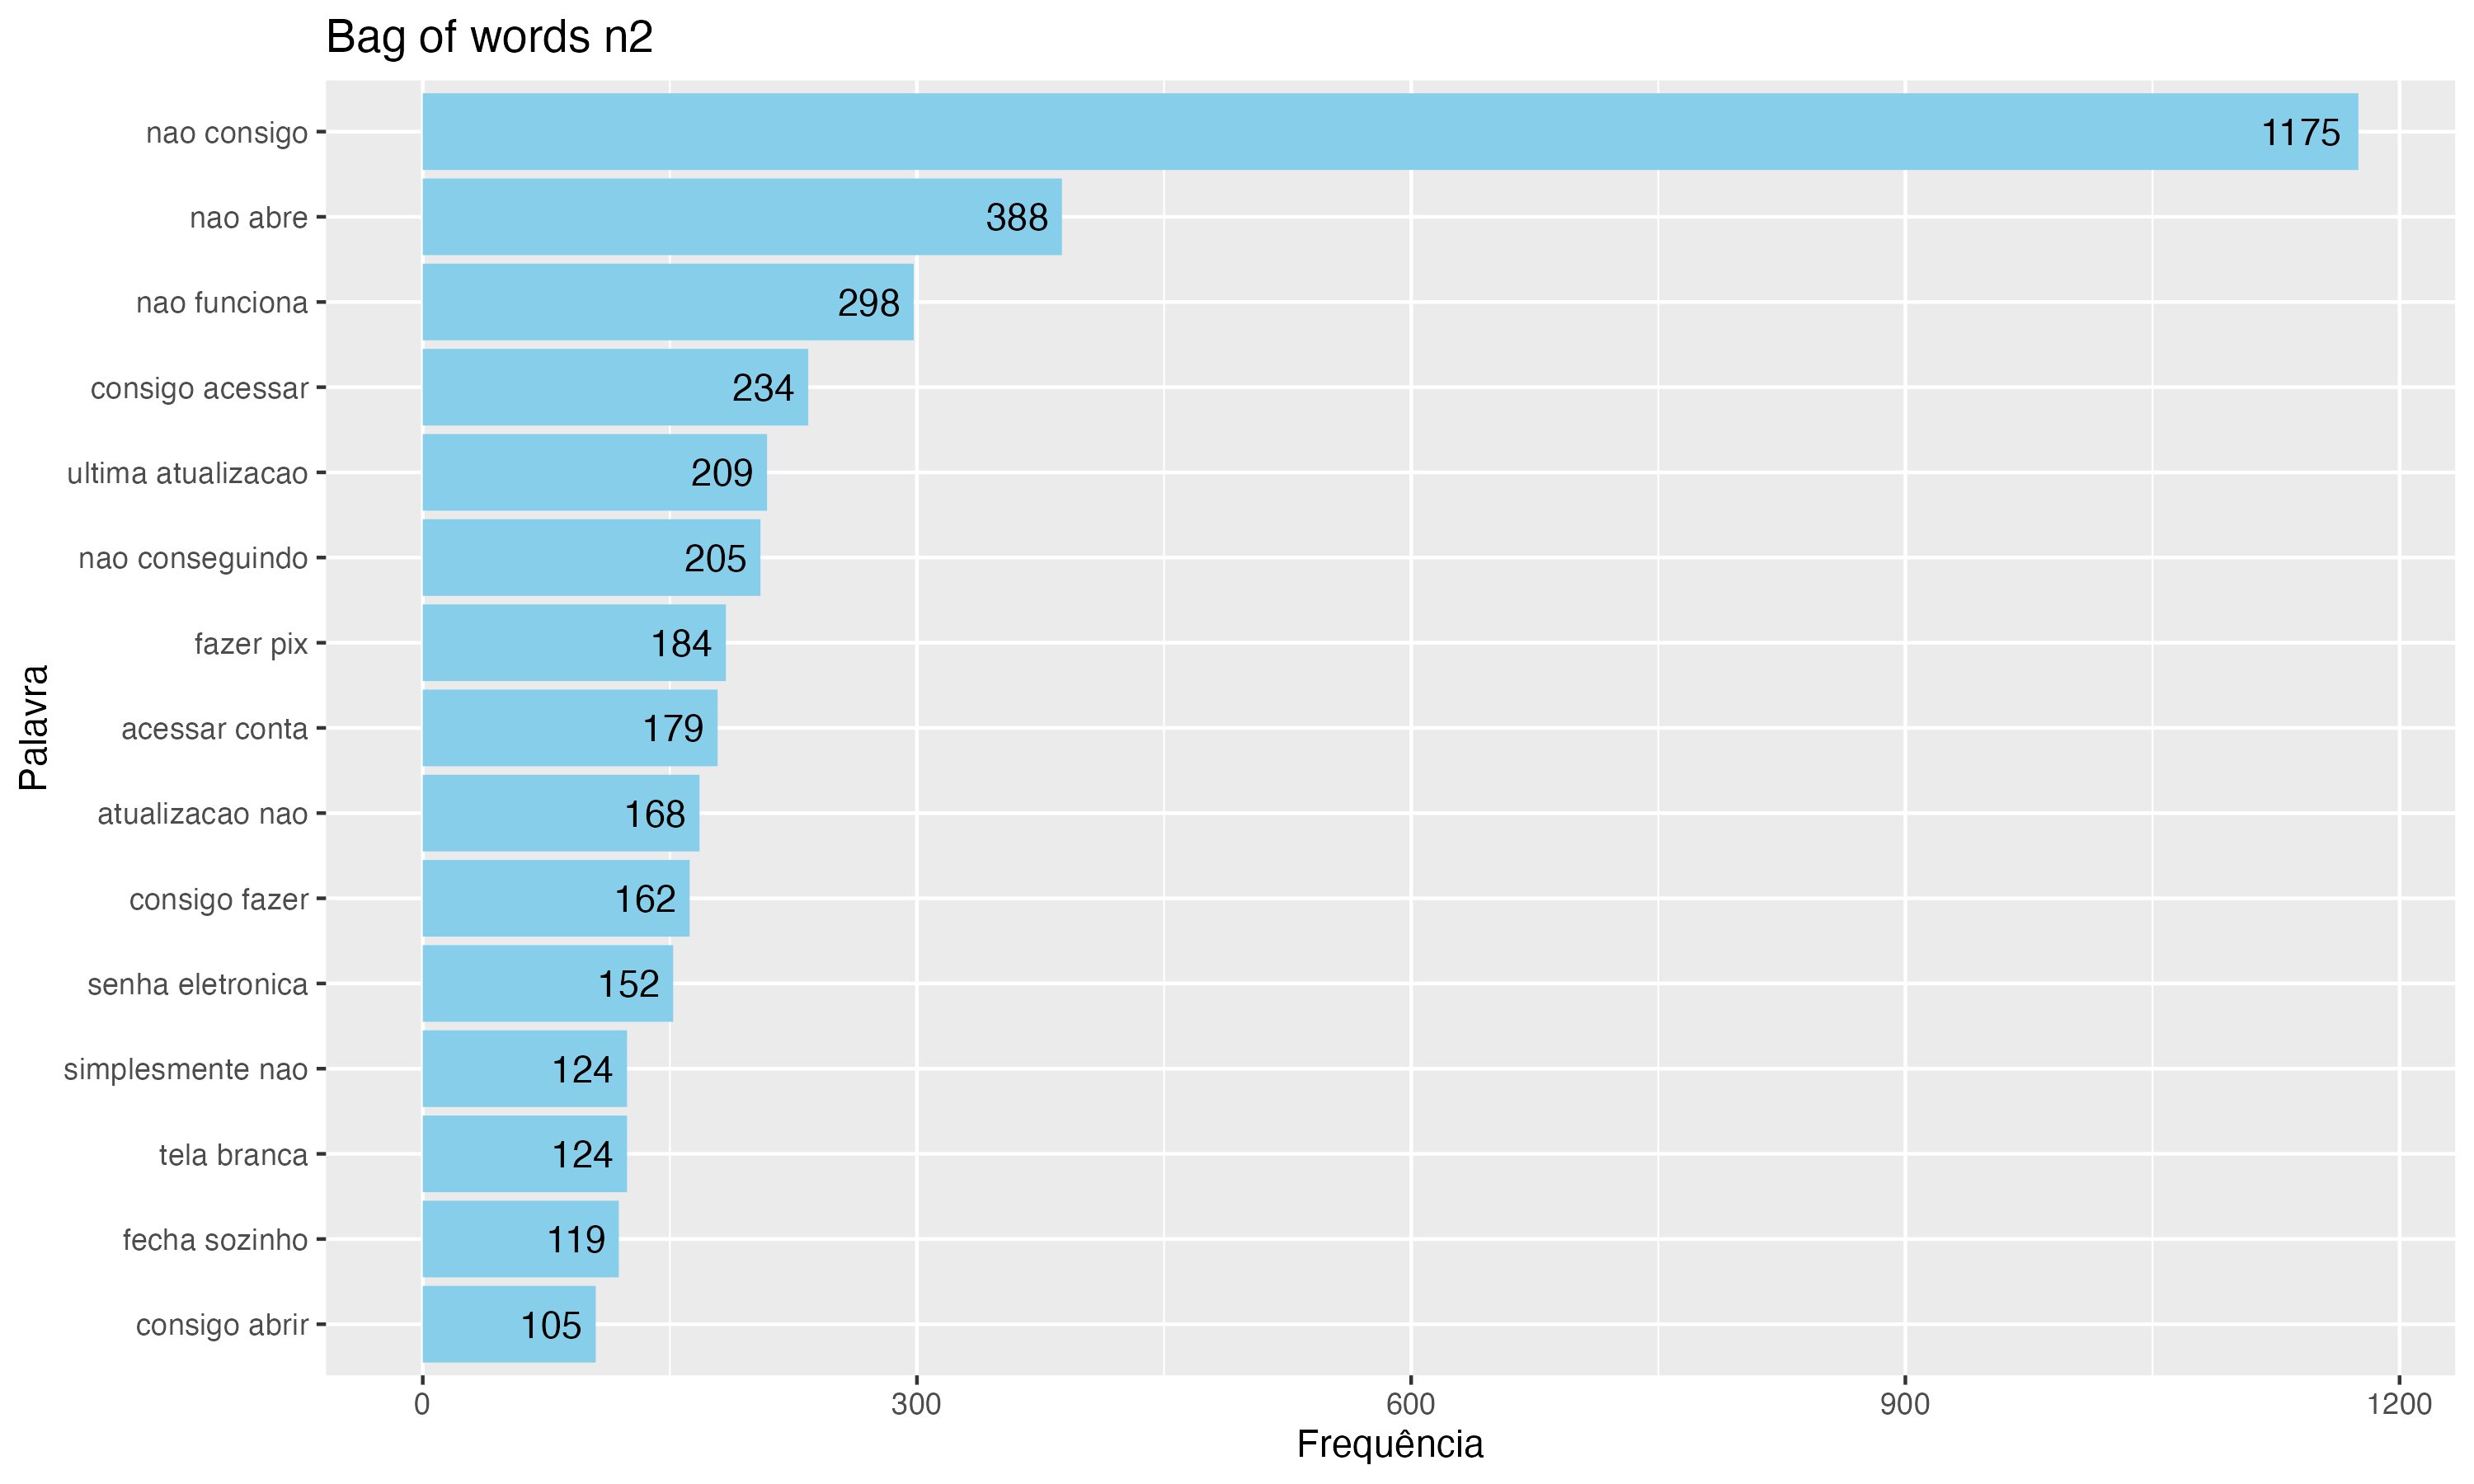 Bag of words n2
nao consigo 1175
nao abre 388
nao funciona 298
consigo acessar 234
ultima atualizacao 209
nao conseguindo 205
fazer pix 184
acessar conta 179
atualizacao nao 168
consigo fazer 162
senha eletronica 152
simplesmente nao 124
tela branca 124
fecha sozinho 119
consigo abrir 105
Palavra
0 300 600 900 1200
Frequência